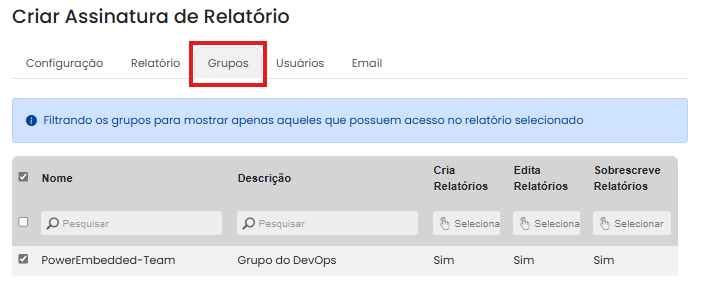 Criar Assinatura de Relatório
Configuração Relatório Grupos Usuários Email
Filtrando os grupos para mostrar apenas aqueles que possuem acesso no relatório selecionado
Nome Descrição Cria Relatórios Edita Relatórios Sobrescreve Relatórios
Pesquisar Pesquisar Seleciona Seleciona Selecionar
PowerEmbedded-Team Grupo do DevOps Sim Sim Sim